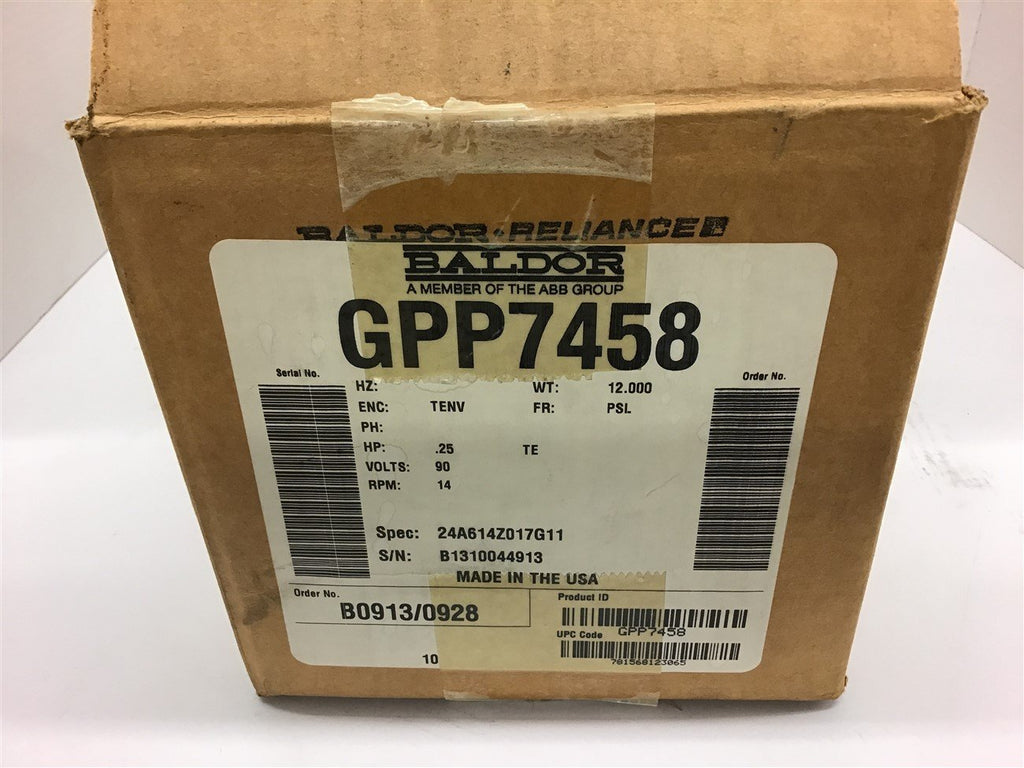 BALDOR•RELIANCE
BALDOR
A MEMBER OF THE ABB GROUP
GPP7458
Serial No.
Order No.
HZ: WT: 12.000
ENC: TENV FR: PSL
PH:
HP: .25 TE
VOLTS: 90
RPM: 14
Spec: 24A614Z017G11
S/N: B1310044913
MADE IN THE USA
Order No.
B0913/0928
Product ID
GPP7458
UPC Code
781568123065
10